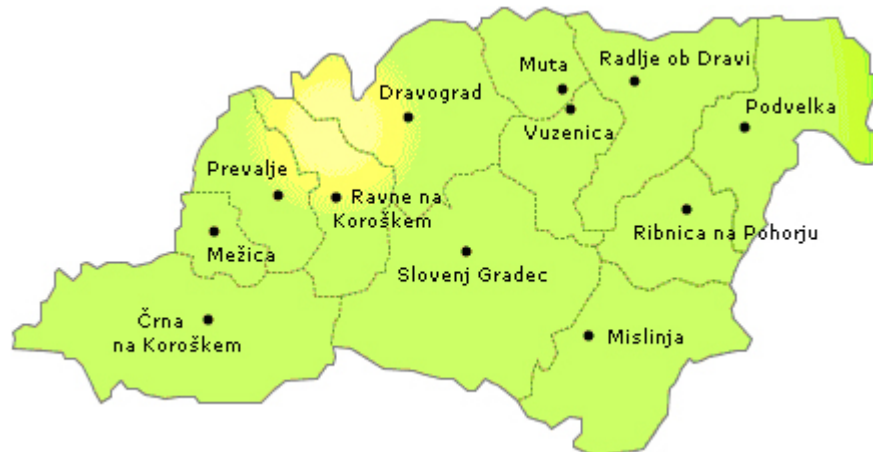 Muta
Radlje ob Dravi
Dravograd
Podvelka
Vuzenica
Prevalje
Ravne na
Koroškem
Ribnica na Pohorju
Mežica
Slovenj Gradec
Črna
na Koroškem
Mislinja